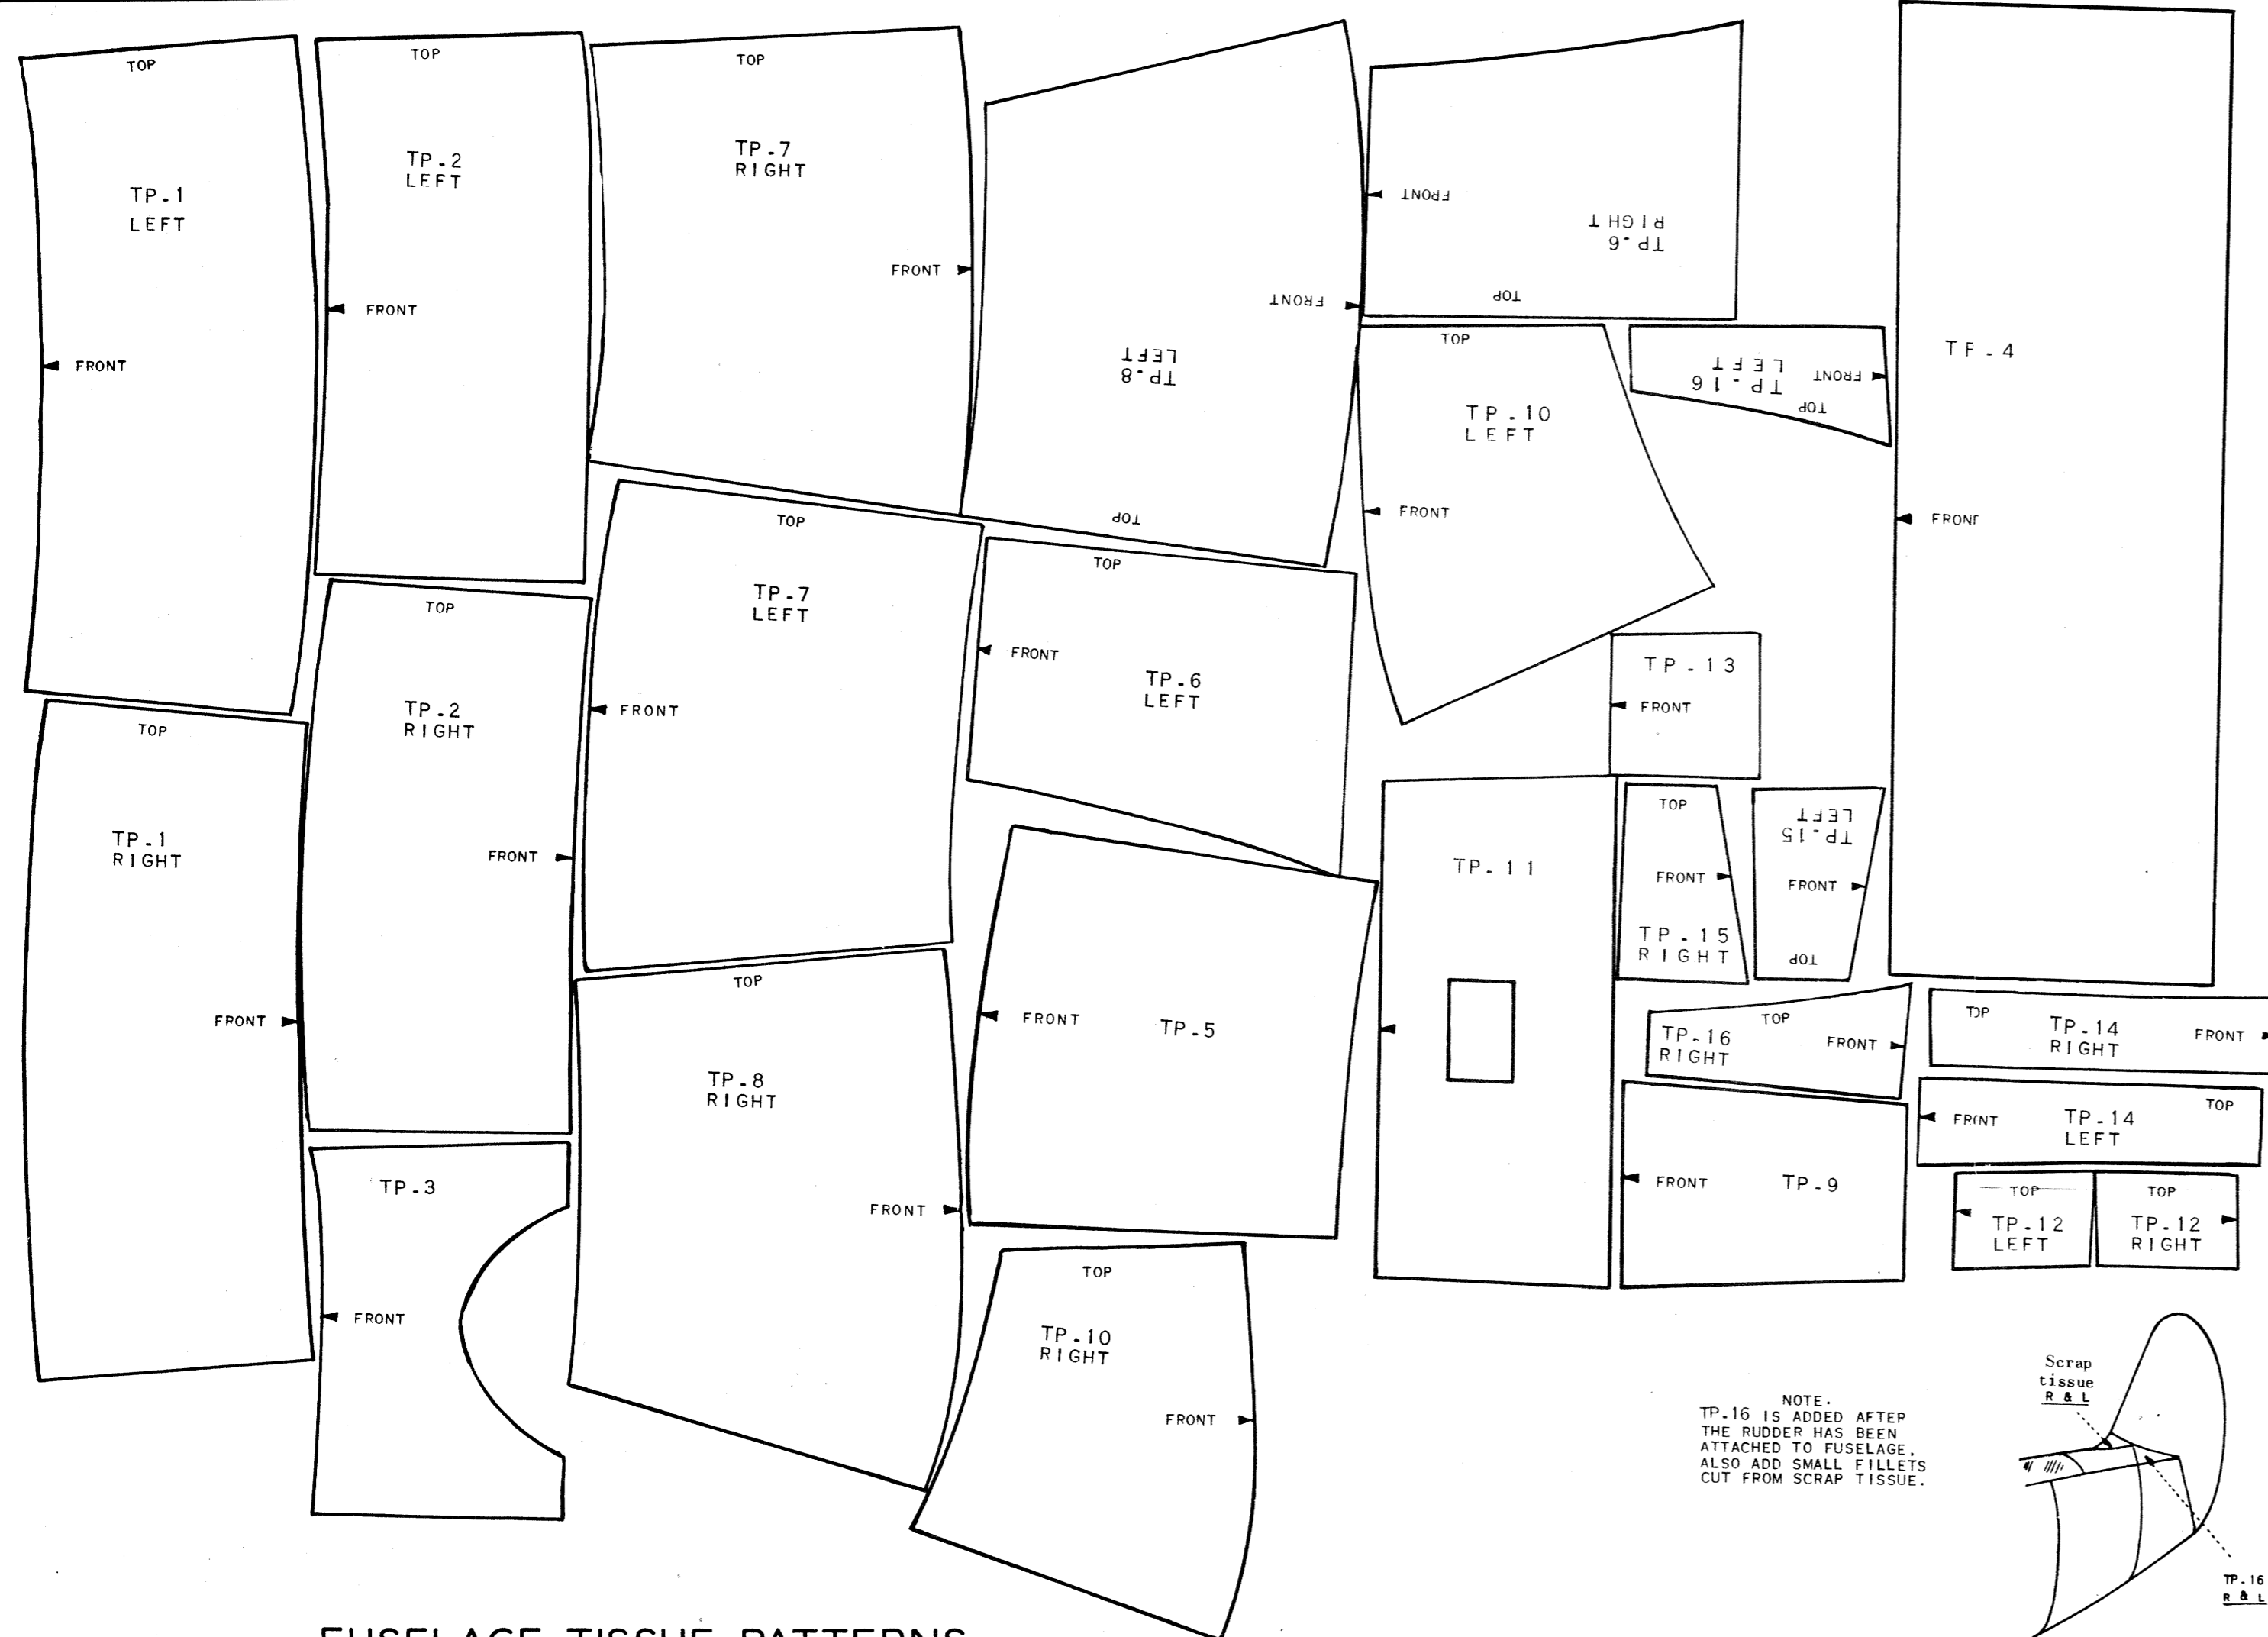 TOP
TP-1
LEFT
FRONT
TOP
TP-2
LEFT
FRONT
TOP
TP-7
RIGHT
FRONT
TOP
TP-8
LEFT
FRONT
TOP
TP-6
RIGHT
FRONT
TOP
TP-10
LEFT
FRONT
TOP
TP-16
LEFT
FRONT
TP-4
FRONT
TOP
TP-1
RIGHT
FRONT
TOP
TP-2
RIGHT
FRONT
TOP
TP-7
LEFT
FRONT
TOP
FRONT
TP-6
LEFT
TP-13
FRONT
TP-3
FRONT
TOP
TP-8
RIGHT
FRONT
FRONT
TP-5
TOP
TP-10
RIGHT
FRONT
TP-11
TOP
FRONT
TP-15
RIGHT
TOP
FRONT
TP-15
LEFT
TOP
TP-16
RIGHT
FRONT
FRONT
TP-9
TOP
TP-14
RIGHT
FRONT
TOP
FRONT
TP-14
LEFT
TOP
TP-12
LEFT
TOP
TP-12
RIGHT
NOTE.
TP-16 IS ADDED AFTER
THE RUDDER HAS BEEN
ATTACHED TO FUSELAGE.
ALSO ADD SMALL FILLETS
CUT FROM SCRAP TISSUE.
Scrap
tissue
R & L
TP-16
R & L
FUSELAGE TISSUE PATTERNS